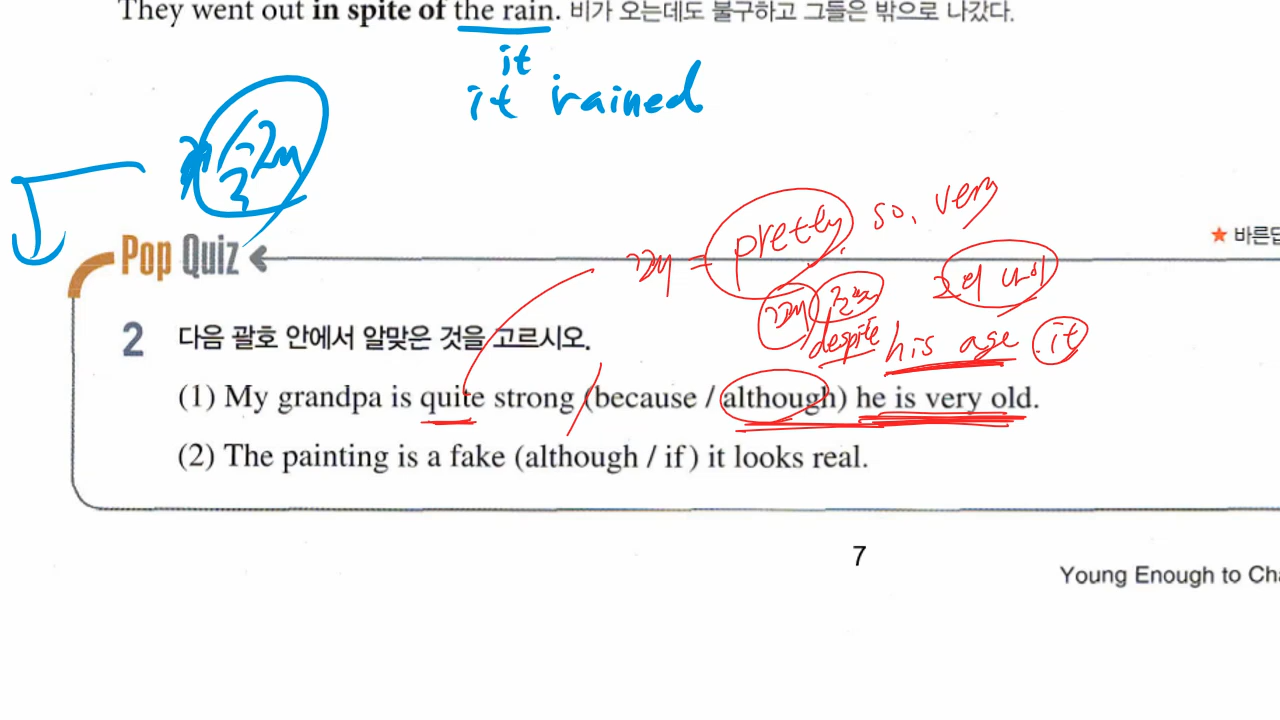 They went out in spite of the rain. 비가 오는데도 불구하고 그들은 밖으로 나갔다.
it
it rained
pretty so, very
Pop Quiz
★ 바른답
그의 나이
despite his age it
2 다음 괄호 안에서 알맞은 것을 고르시오.
(1) My grandpa is quite strong (because / although) he is very old.
(2) The painting is a fake (although / if) it looks real.
7
Young Enough to Cha